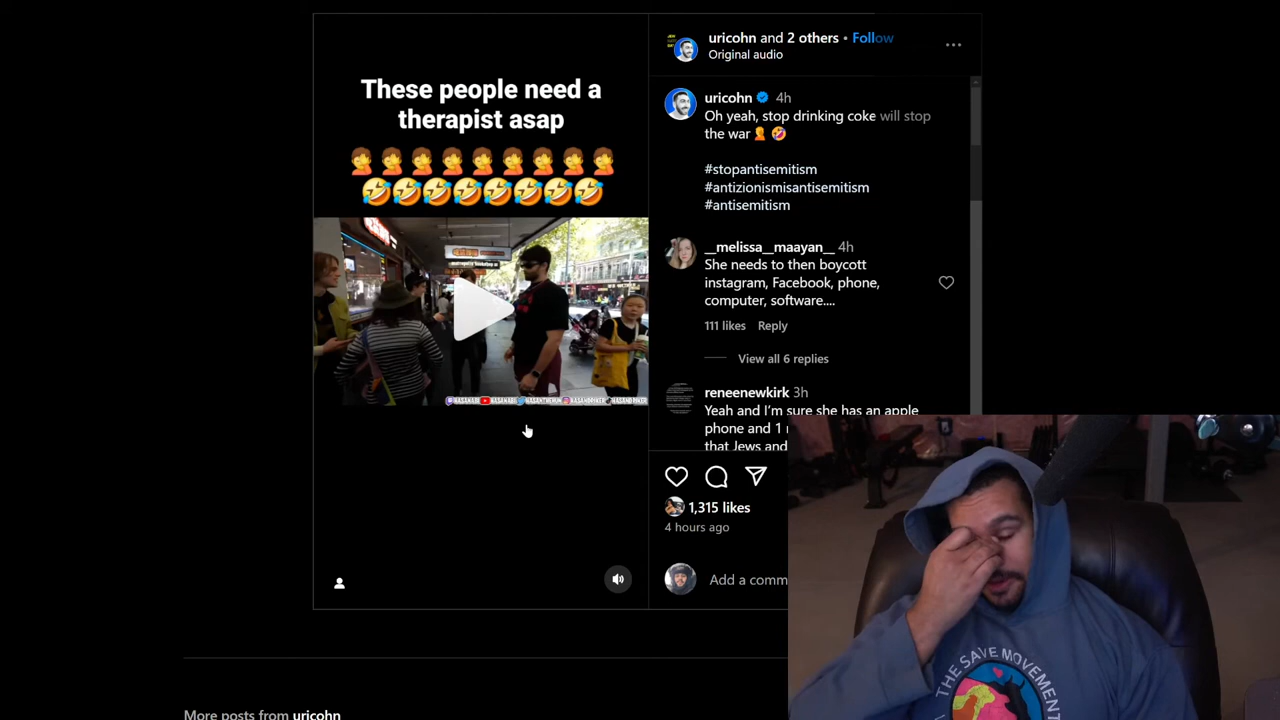 These people need a
therapist asap
uricohn and 2 others • Follow
Original audio
uricohn 4h
Oh yeah, stop drinking coke will stop
the war
#stopantisemitism
#antizionismisantisemitism
#antisemitism
__melissa__maayan__ 4h
She needs to then boycott
instagram, Facebook, phone,
computer, software....
111 likes Reply
View all 6 replies
reneenewkirk 3h
Yeah and I'm sure she has an apple
phone and 1
that Jews and
1,315 likes
4 hours ago
Add a comm
More posts from uricohn
THE SAVE MOVEMENT